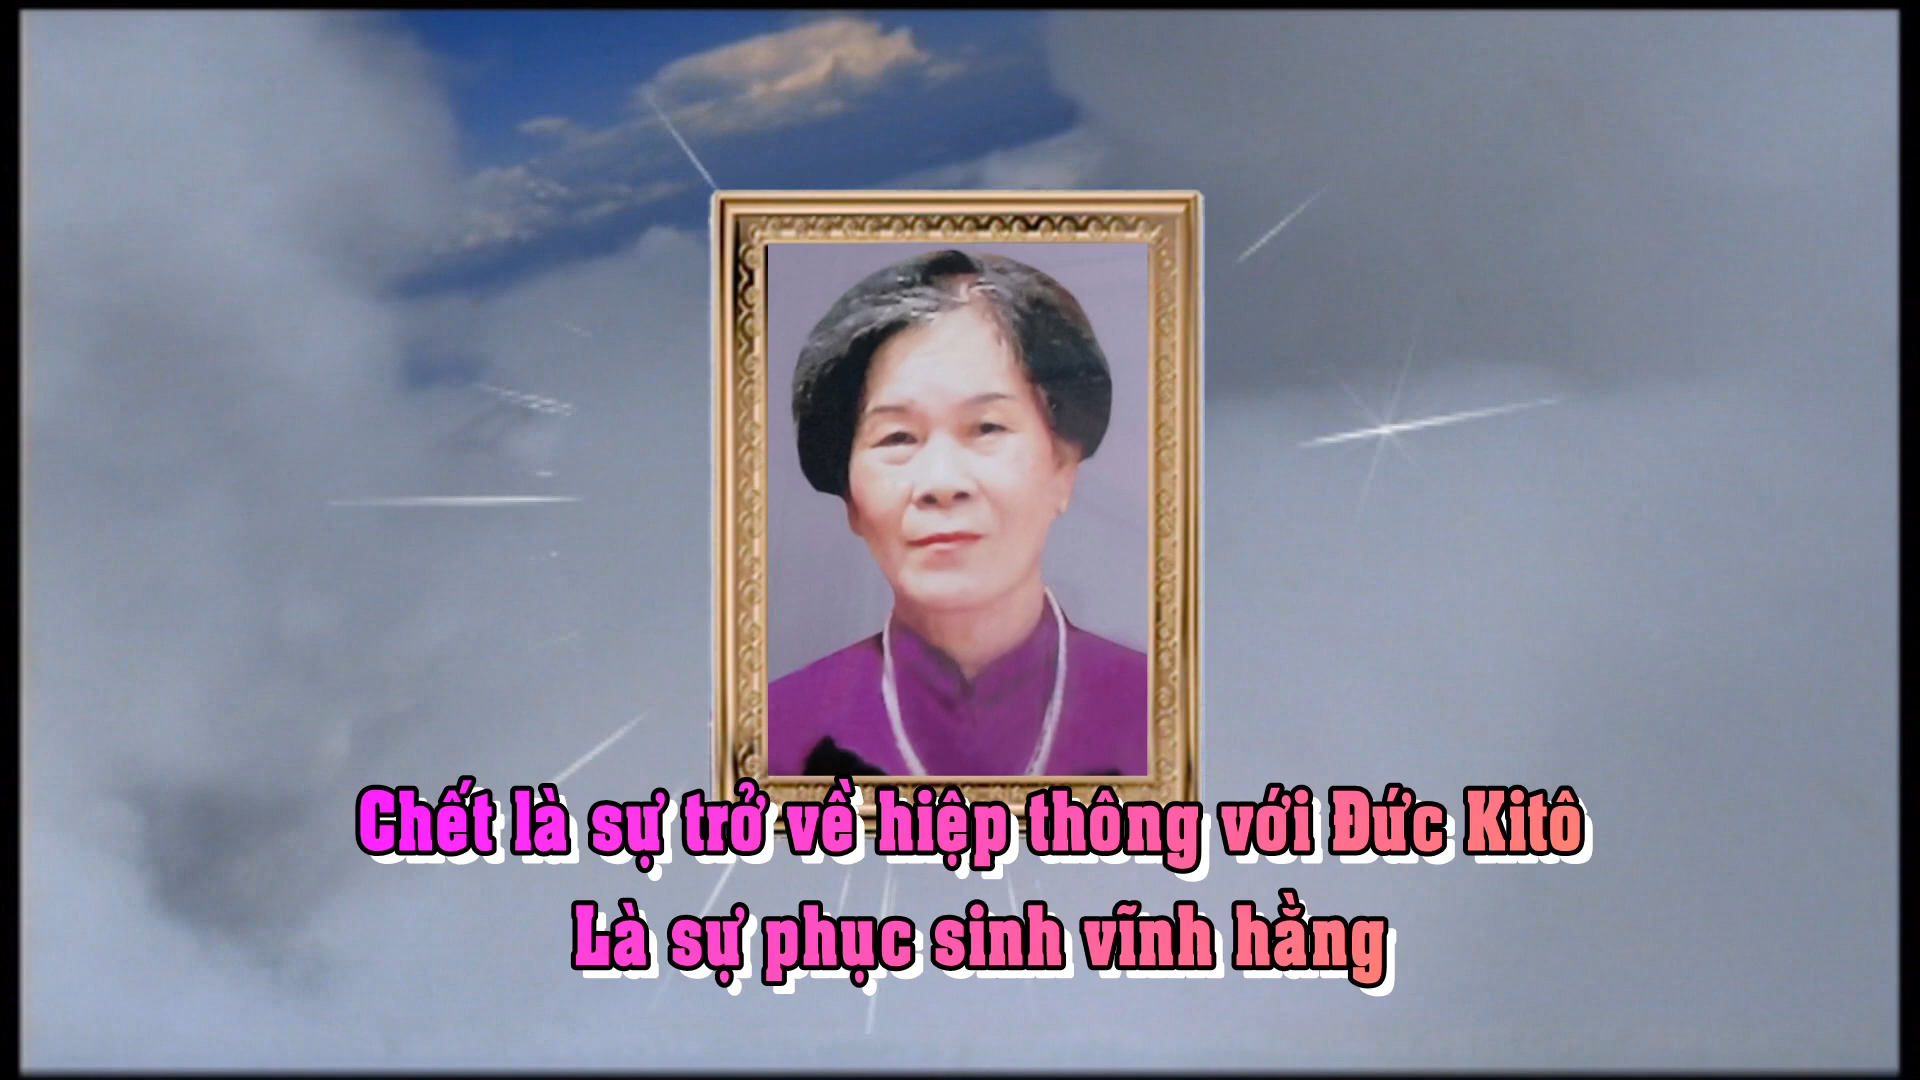 Chết là sự trở về hiệp thông với Đức Kitô
Là sự phục sinh vĩnh hằng